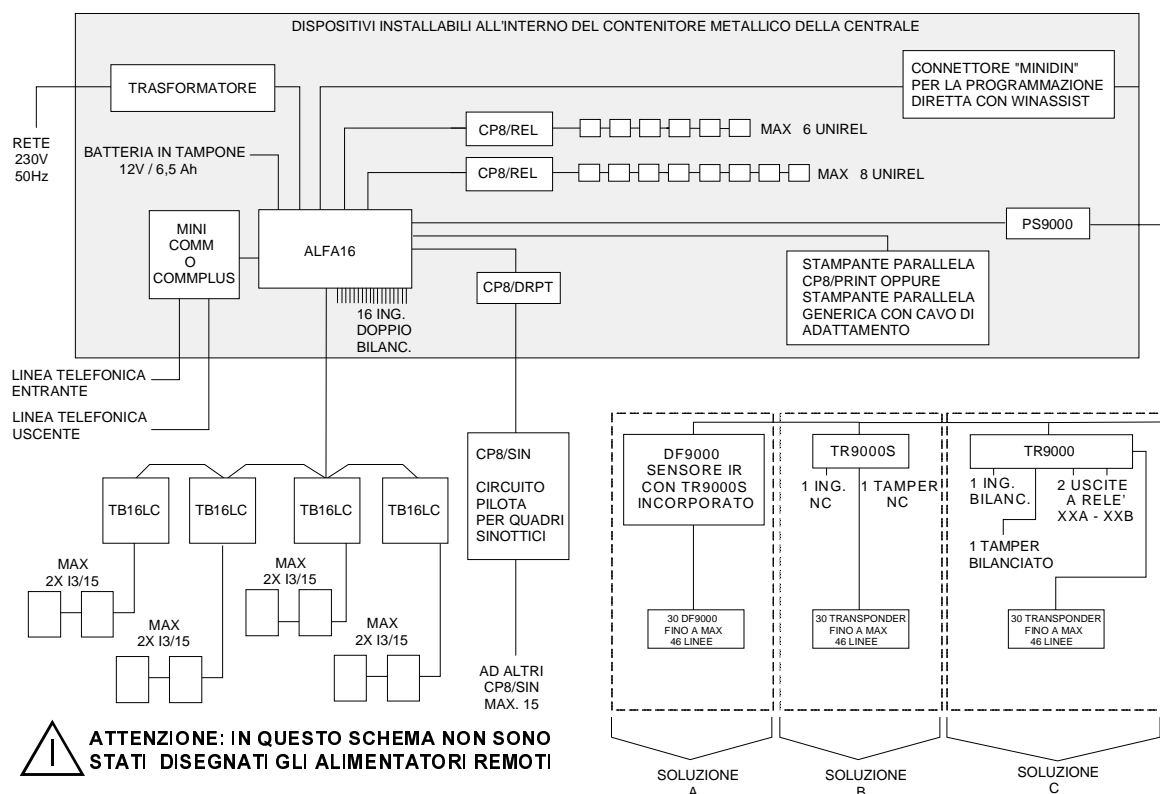 DISPOSITIVI INSTALLABILI ALL'INTERNO DEL CONTENITORE METALLICO DELLA CENTRALE
TRASFORMATORE
CONNETTORE "MINIDIN"
PER LA PROGRAMMAZIONE
DIRETTA CON WINASSIST
RETE
230V
50Hz
BATTERIA IN TAMPONE
12V / 6,5 Ah
CP8/REL
MAX 6 UNIREL
CP8/REL
MAX 8 UNIREL
MINI
COMM
O
COMMPLUS
ALFA16
PS9000
CP8/DRPT
16 ING.
DOPPIO
BILANC.
STAMPANTE PARALLELA
CP8/PRINT OPPURE
STAMPANTE PARALLELA
GENERICA CON CAVO DI
ADATTAMENTO
LINEA TELEFONICA
ENTRANTE
LINEA TELEFONICA
USCENTE
TB16LC
TB16LC
TB16LC
TB16LC
MAX
2X I3/15
MAX
2X I3/15
MAX
2X I3/15
MAX
2X I3/15
CP8/SIN
CIRCUITO
PILOTA
PER QUADRI
SINOTTICI
AD ALTRI
CP8/SIN
MAX. 15
DF9000
SENSORE IR
CON TR9000S
INCORPORATO
30 DF9000
FINO A MAX
46 LINEE
TR9000S
1 ING.
NC
1 TAMPER
NC
30 TRANSPONDER
FINO A MAX
46 LINEE
TR9000
1 ING.
BILANC.
2 USCITE
A RELE'
XXA - XXB
1 TAMPER
BILANCIATO
30 TRANSPONDER
FINO A MAX
46 LINEE
ATTENZIONE: IN QUESTO SCHEMA NON SONO
STATI DISEGNATI GLI ALIMENTATORI REMOTI
SOLUZIONE
A
SOLUZIONE
B
SOLUZIONE
C